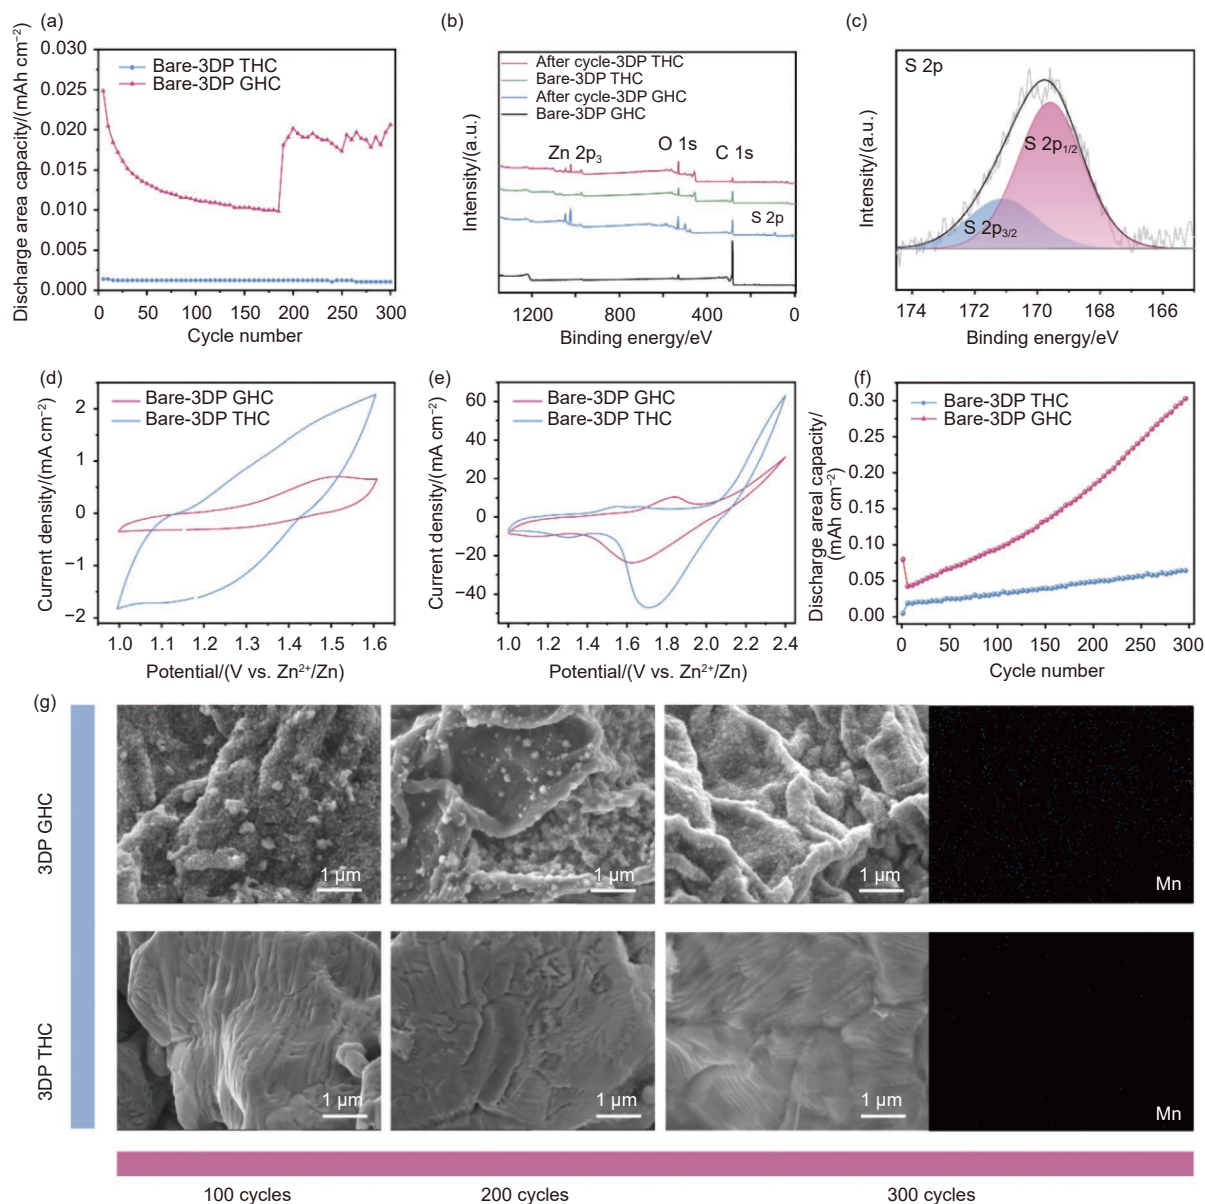 (a)
0.030
0.025
0.020
0.015
0.010
0.005
0.000
Discharge area capacity/(mAh cm⁻²)
Bare-3DP THC
Bare-3DP GHC
0 50 100 150 200 250 300
Cycle number
(b)
Intensity/(a.u.)
After cycle-3DP THC
Bare-3DP THC
After cycle-3DP GHC
Bare-3DP GHC
Zn 2p₃
O 1s
C 1s
S 2p
1200 800 400 0
Binding energy/eV
(c)
S 2p
Intensity/(a.u.)
S 2p₁/₂
S 2p₃/₂
174 172 170 168 166
Binding energy/eV
(d)
2
1
0
−1
−2
Current density/(mA cm⁻²)
Bare-3DP GHC
Bare-3DP THC
1.0 1.2 1.3 1.4 1.5 1.6
Potential/(V vs. Zn²⁺/Zn)
(e)
60
40
20
0
−20
−40
Current density/(mA cm⁻²)
Bare-3DP GHC
Bare-3DP THC
1.0 1.2 1.4 1.6 1.8 2.0 2.2 2.4
Potential/(V vs. Zn²⁺/Zn)
(f)
0.30
0.25
0.20
0.15
0.10
0.05
0.00
Discharge areal capacity/
(mAh cm⁻²)
Bare-3DP THC
Bare-3DP GHC
0 50 100 150 200 250 300
Cycle number
(g)
3DP GHC
1 μm
1 μm
1 μm
Mn
3DP THC
1 μm
1 μm
1 μm
Mn
100 cycles
200 cycles
300 cycles